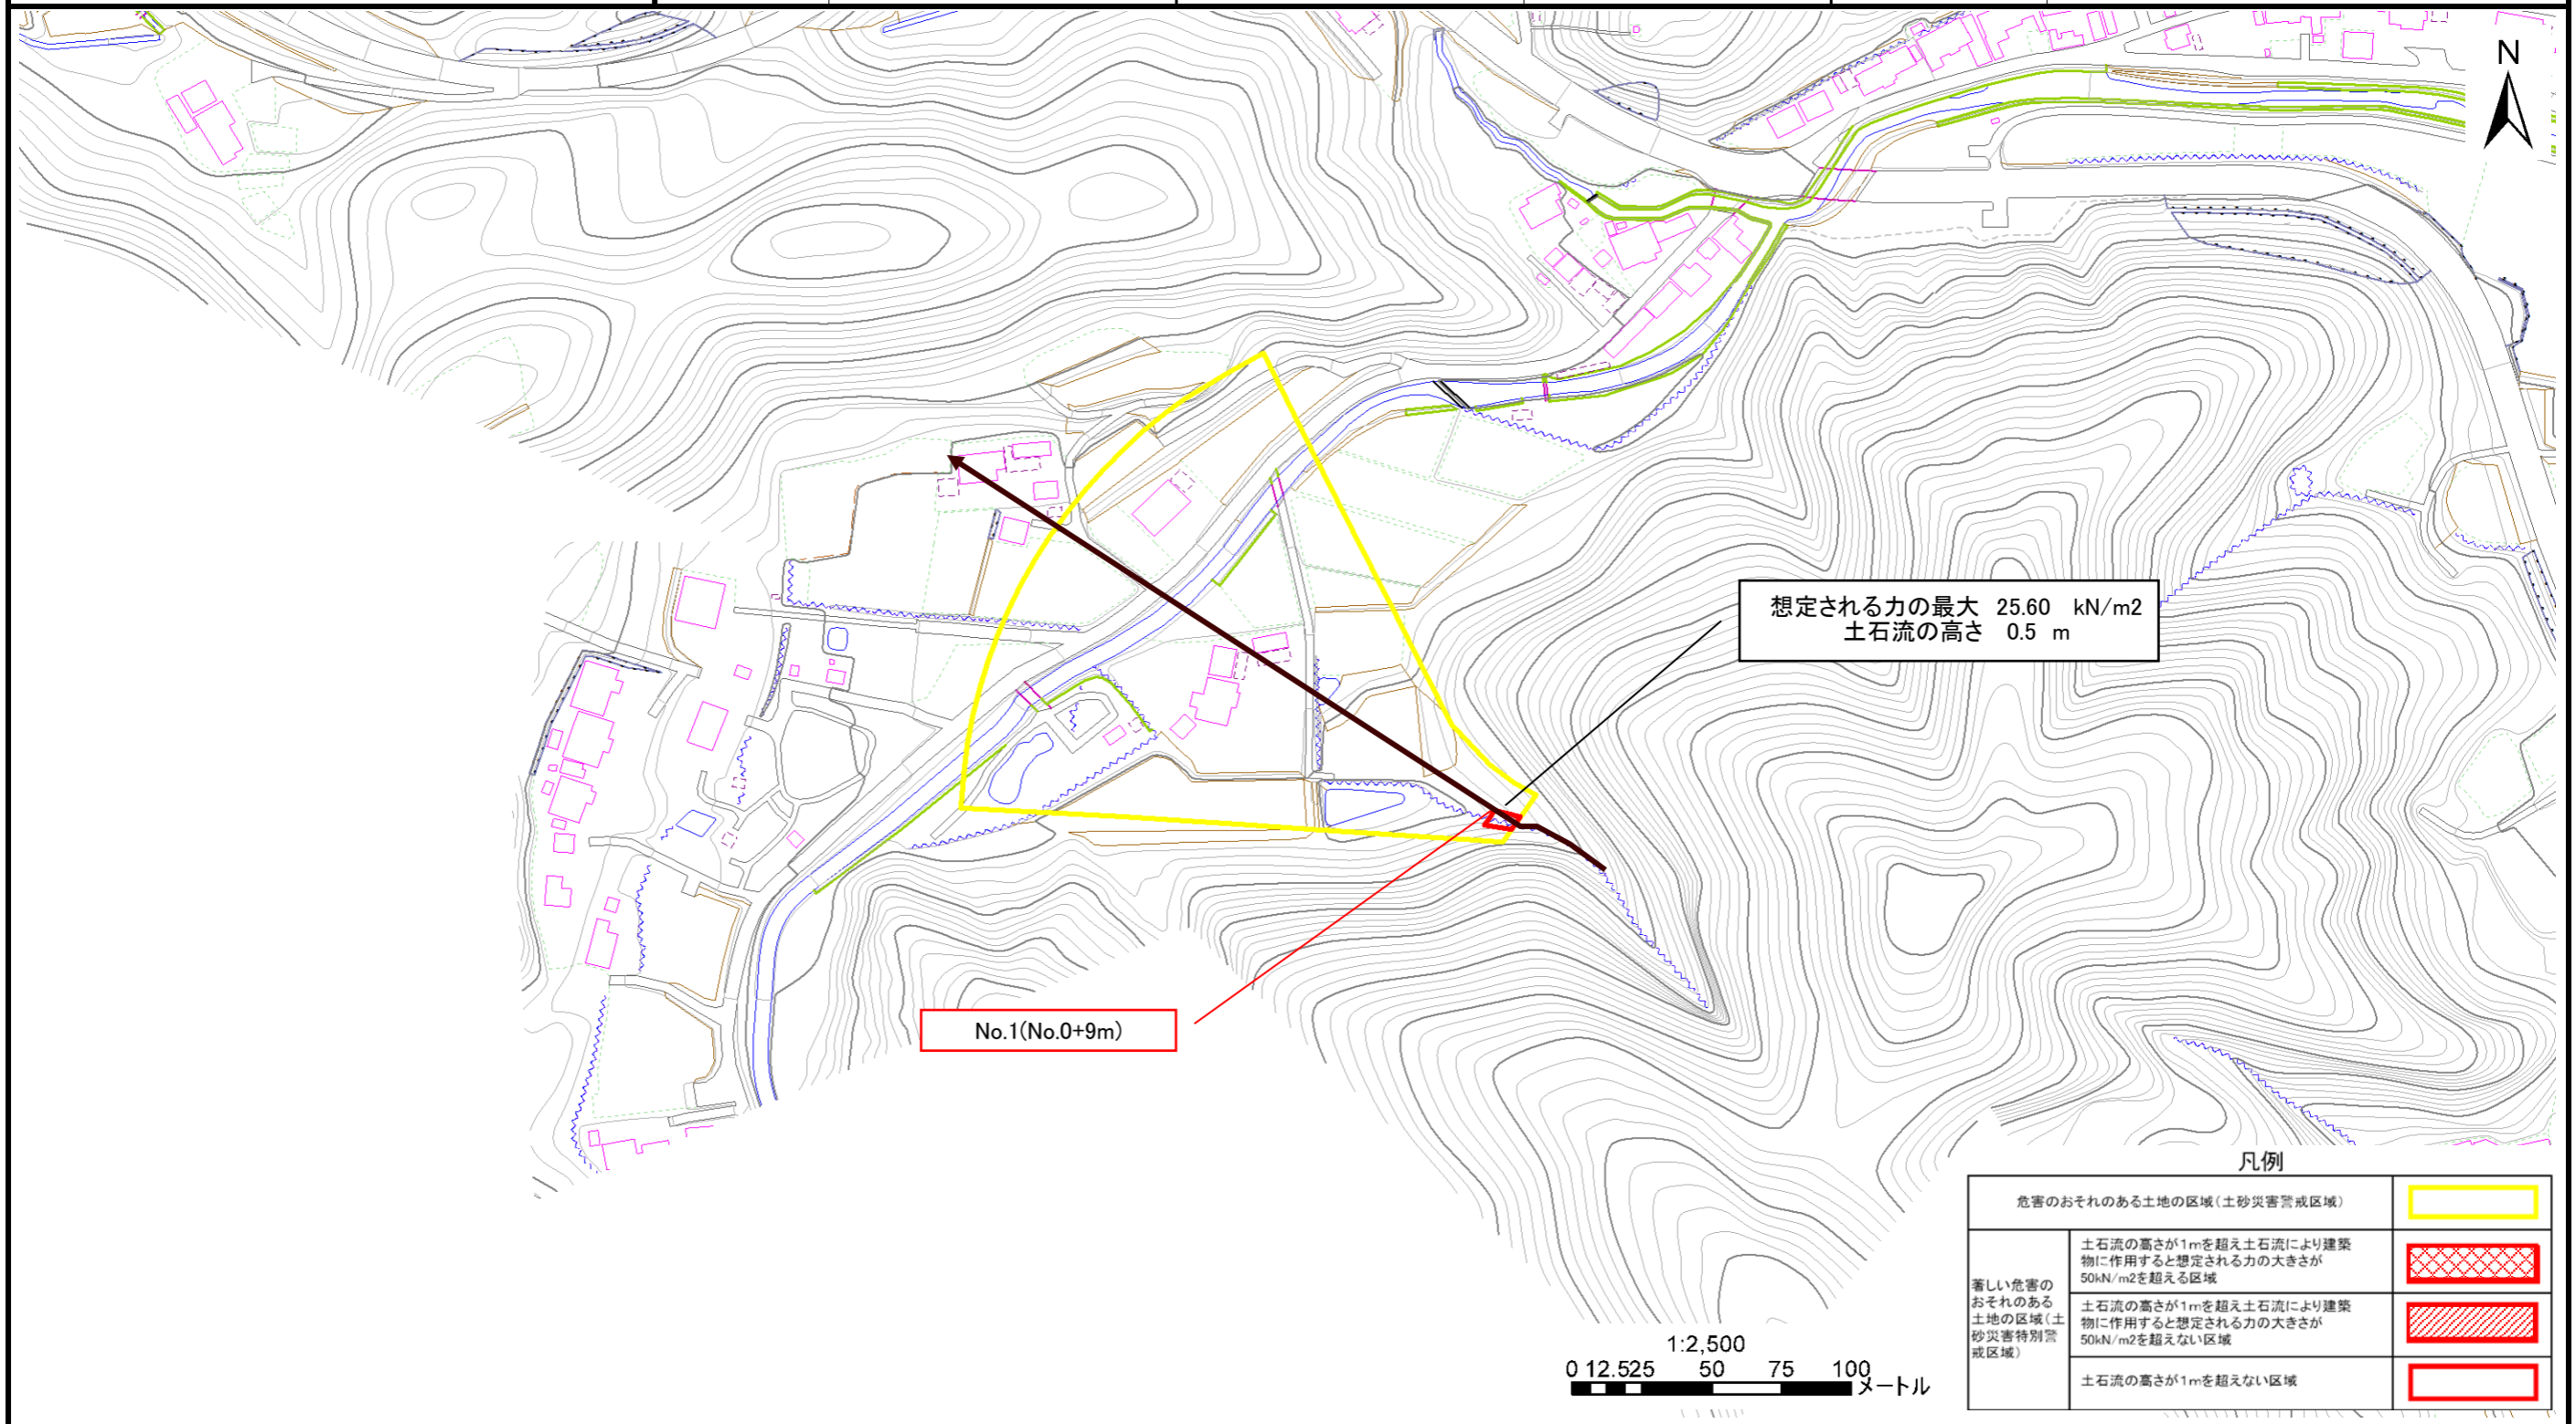 N
想定される力の最大 25.60 kN/m2
土石流の高さ 0.5 m
No.1(No.0+9m)
凡例
危害のおそれのある土地の区域(土砂災害警戒区域)
著しい危害の
おそれのある
土地の区域(土
砂災害特別警
戒区域)
土石流の高さが1mを超え土石流により建築
物に作用すると想定される力の大きさが
50kN/m2を超える区域
土石流の高さが1mを超え土石流により建築
物に作用すると想定される力の大きさが
50kN/m2を超えない区域
土石流の高さが1mを超えない区域
1:2,500
0 12.525 50 75 100
メートル